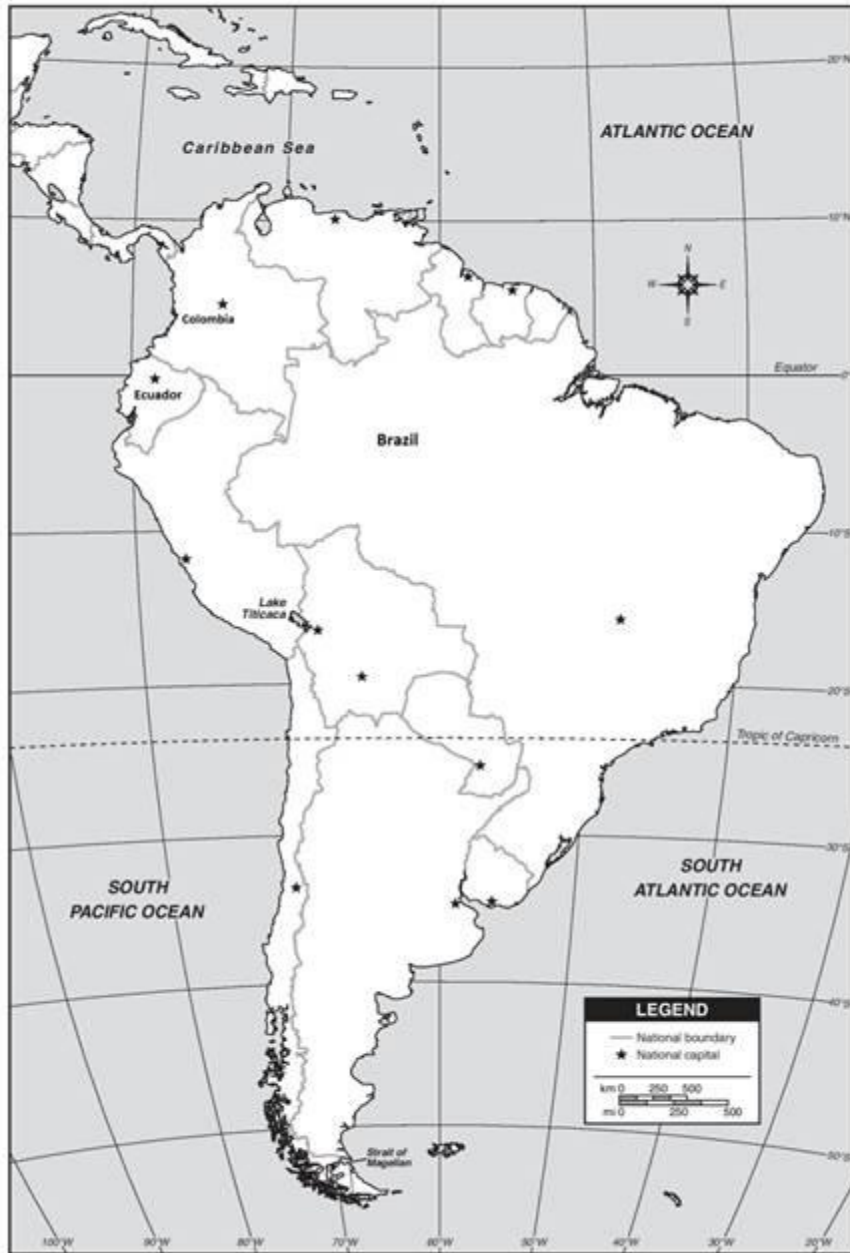 20°N
ATLANTIC OCEAN
Caribbean Sea
10°N
N
W E
S
Colombia
Equator
0°
Ecuador
Brazil
10°S
Lake
Titicaca
20°S
Tropic of Capricorn
30°S
SOUTH
PACIFIC OCEAN
SOUTH
ATLANTIC OCEAN
40°S
LEGEND
National boundary
National capital
km 0 250 500
mi 0 250 500
Strait of
Magellan
50°S
100°W 90°W 80°W 70°W 60°W 50°W 40°W 30°W 20°W